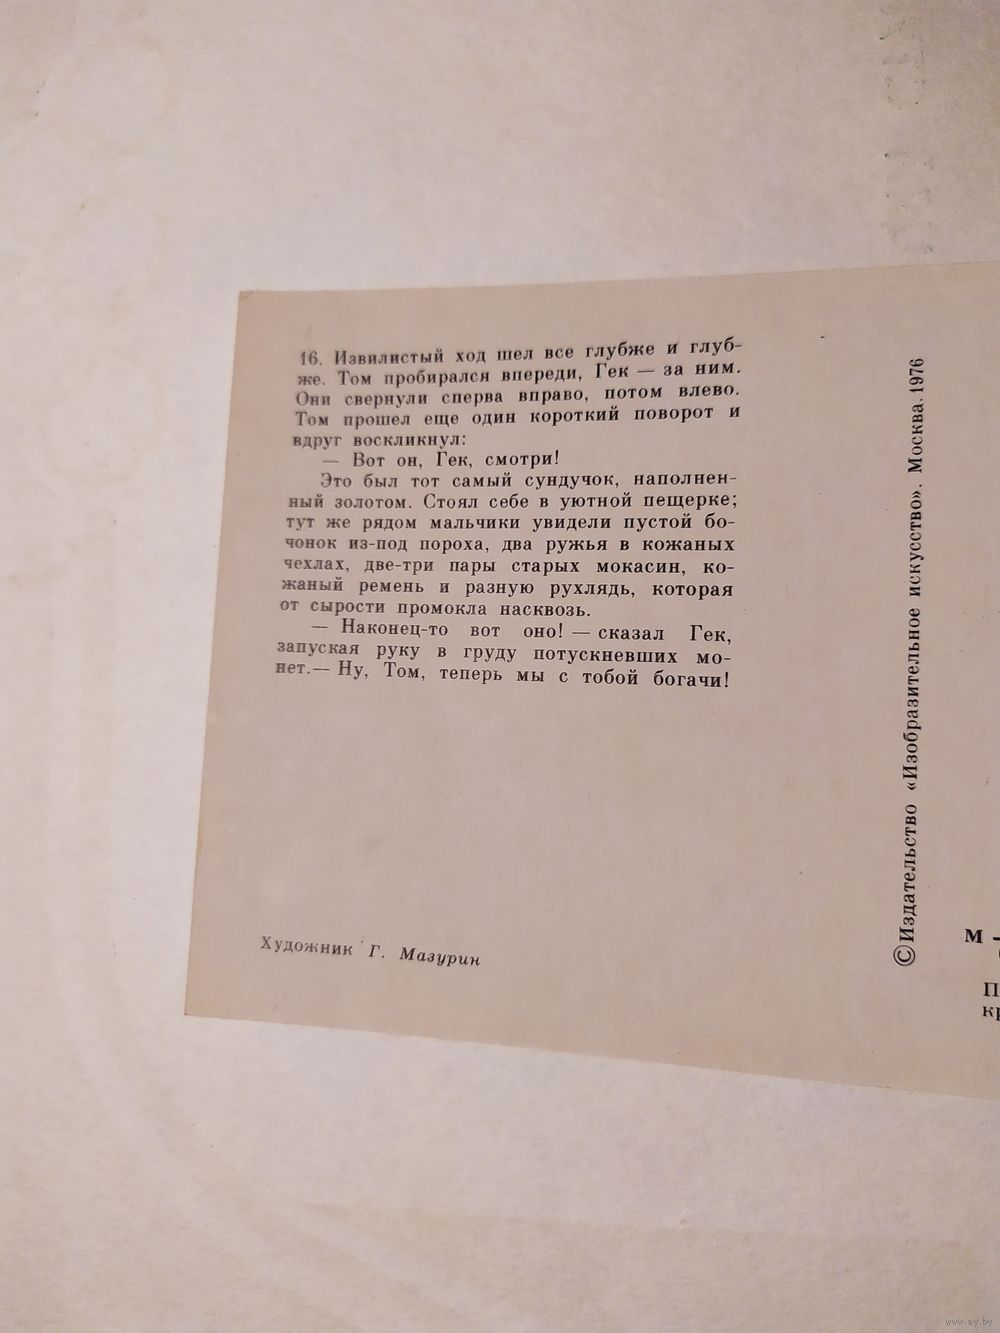 16. Извилистый ход шел все глубже и глуб-
же. Том пробирался впереди, Гек — за ним.
Они свернули сперва вправо, потом влево.
Том прошел еще один короткий поворот и
вдруг воскликнул:
— Вот он, Гек, смотри!
Это был тот самый сундучок, наполнен-
ный золотом. Стоял себе в уютной пещерке;
тут же рядом мальчики увидели пустой бо-
чонок из-под пороха, два ружья в кожаных
чехлах, две-три пары старых мокасин, ко-
жаный ремень и разную рухлядь, которая
от сырости промокла насквозь.
— Наконец-то вот оно! — сказал Гек,
запуская руку в груду потускневших мо-
нет.— Ну, Том, теперь мы с тобой богачи!
Художник Г. Мазурин
©Издательство «Изобразительное искусство». Москва. 1976
М -
П
кр
www.ay.by